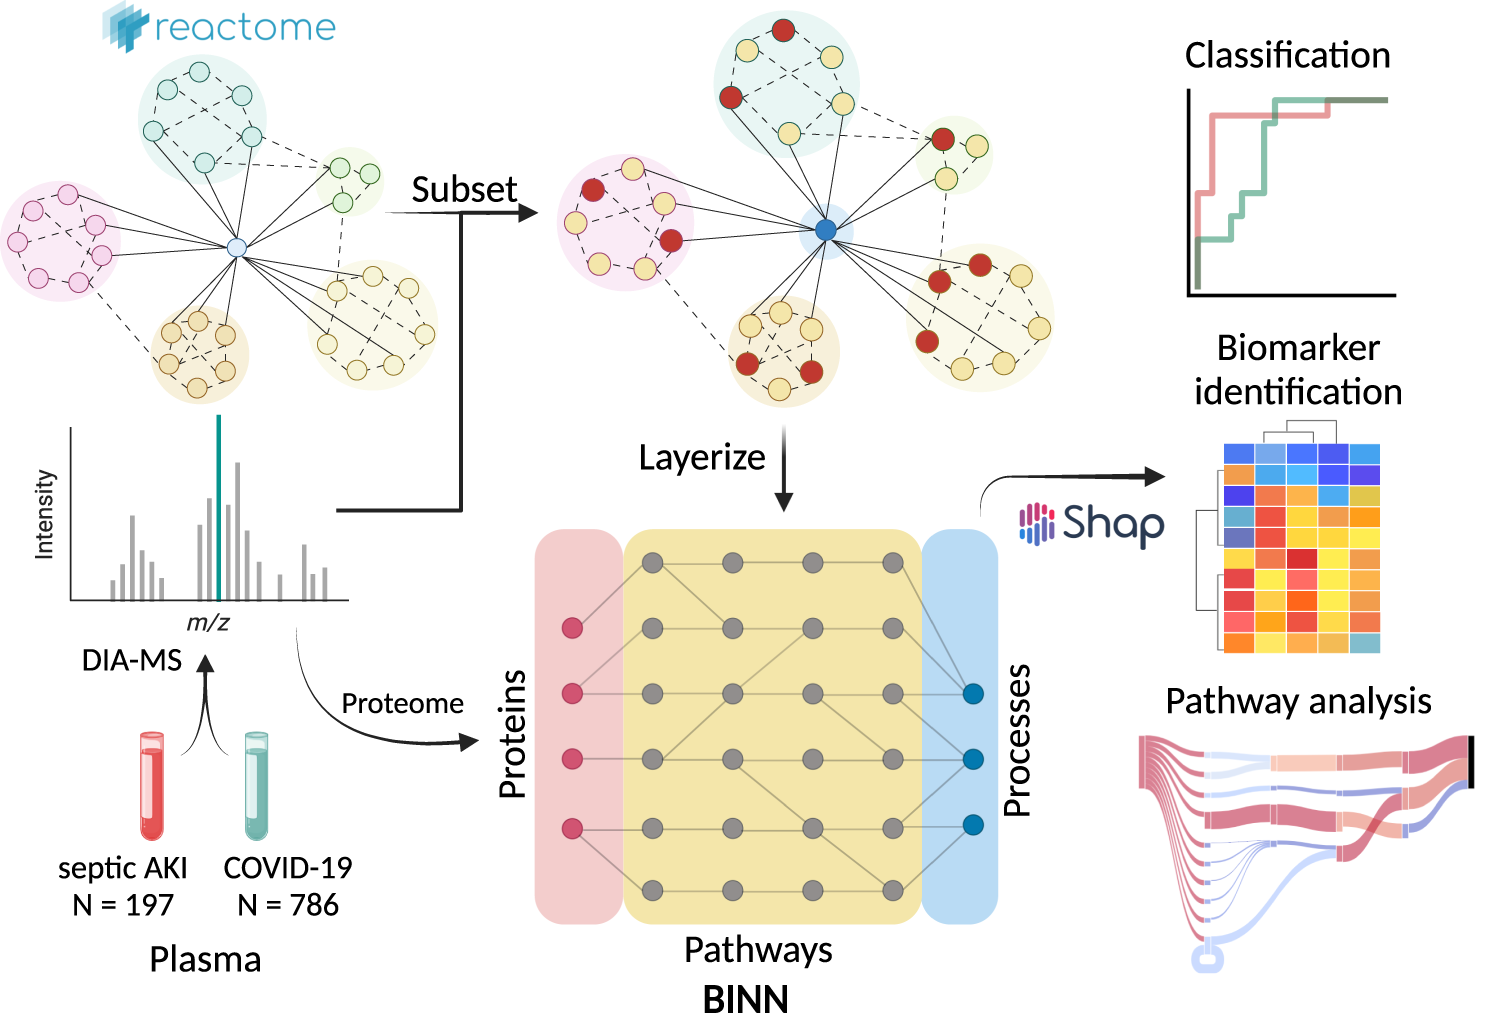 reactome
Subset
Classification
Biomarker
identification
Layerize
Intensity
m/z
DIA-MS
Proteome
Shap
Proteins
Processes
Pathway analysis
septic AKI
N = 197
COVID-19
N = 786
Plasma
Pathways
BINN